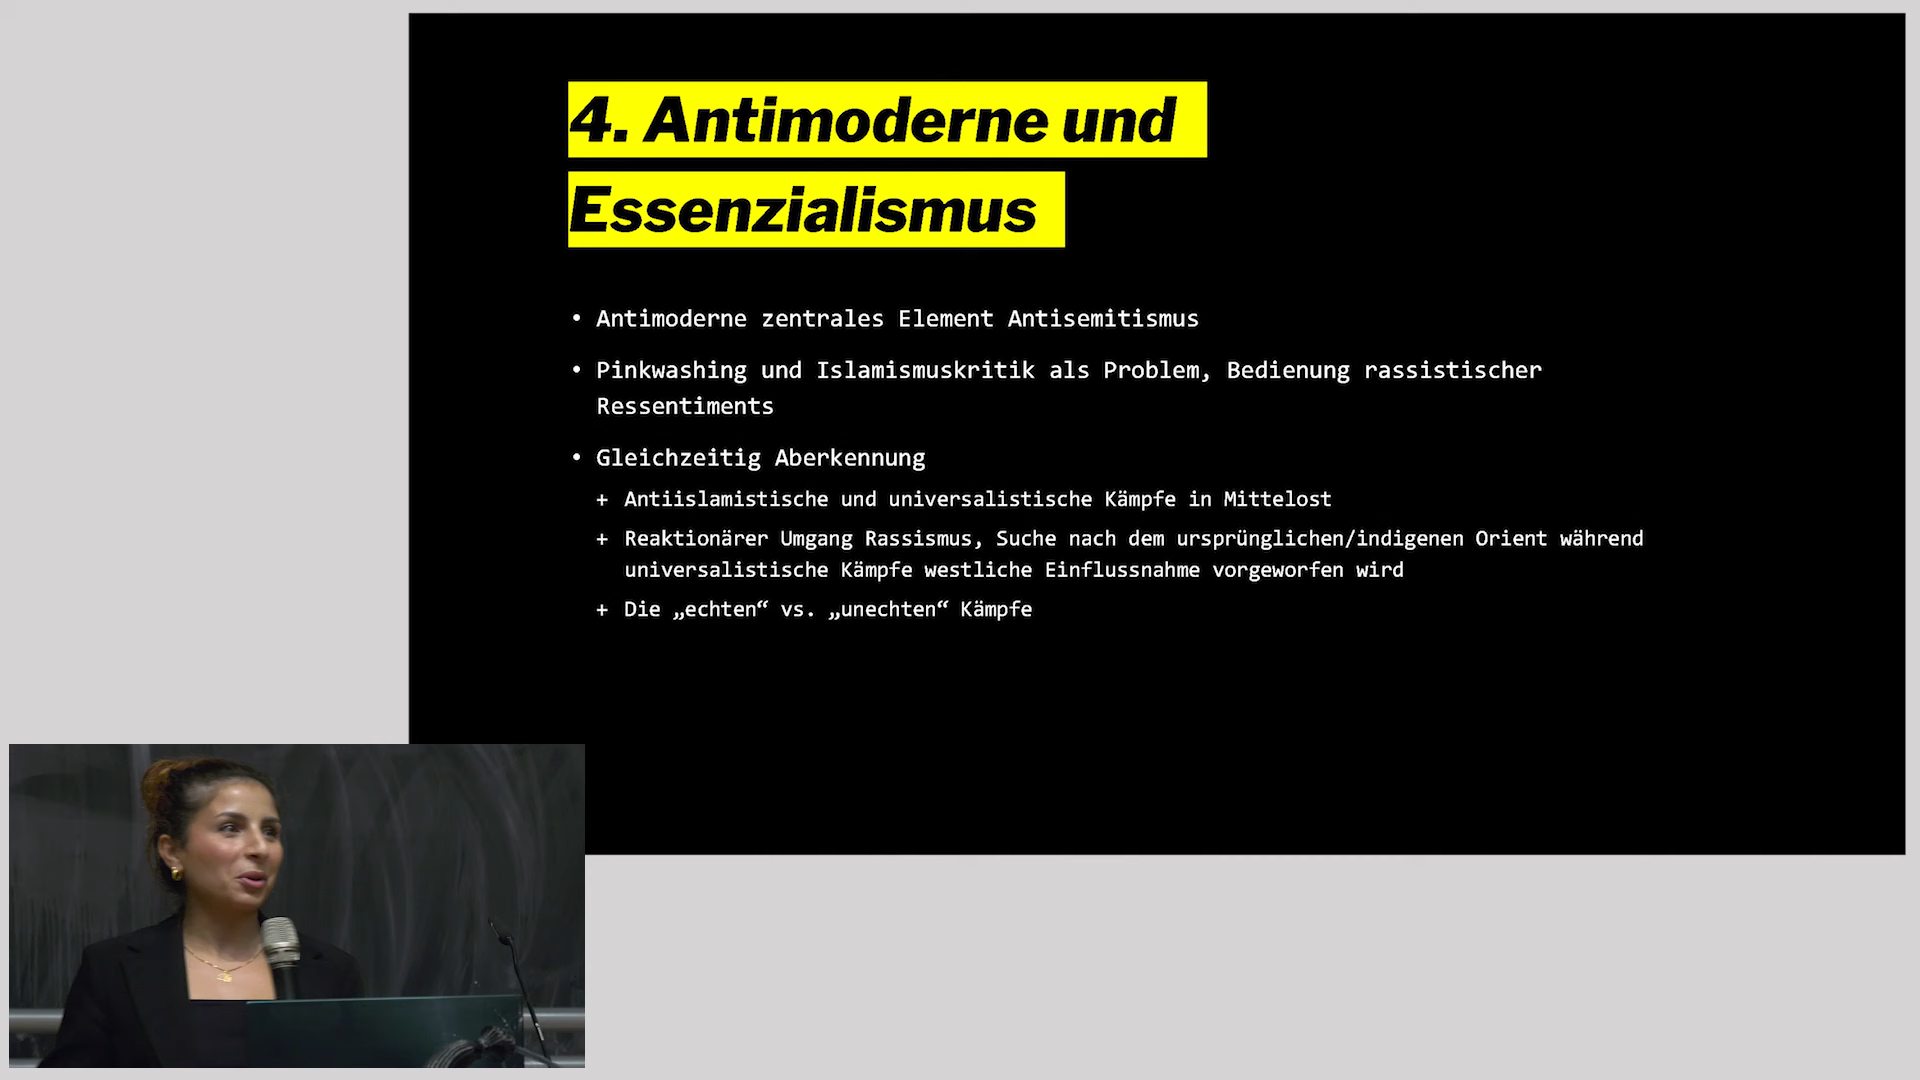 4. Antimoderne und
Essenzialismus
• Antimoderne zentrales Element Antisemitismus
• Pinkwashing und Islamismuskritik als Problem, Bedienung rassistischer
Ressentiments
• Gleichzeitig Aberkennung
+ Antiislamistische und universalistische Kämpfe in Mittelost
+ Reaktionärer Umgang Rassismus, Suche nach dem ursprünglichen/indigenen Orient während
universalistische Kämpfe westliche Einflussnahme vorgeworfen wird
+ Die „echten“ vs. „unechten“ Kämpfe